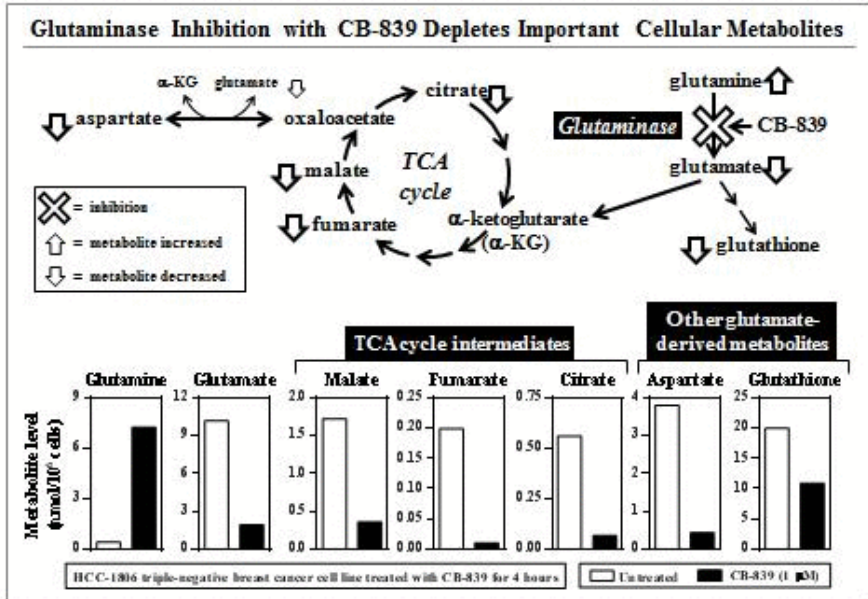 Glutaminase Inhibition with CB-839 Depletes Important Cellular Metabolites
α-KG glutamate
aspartate
oxaloacetate
citrate
malate
fumarate
TCA
cycle
α-ketoglutarate
(α-KG)
glutamine
Glutaminase
CB-839
glutamate
glutathione
= inhibition
= metabolite increased
= metabolite decreased
TCA cycle intermediates
Other glutamate-
derived metabolites
Glutamine Glutamate Malate Fumarate Citrate Aspartate Glutathione
Metabolite level
(nmol/10⁶ cells)
9
6
3
0
12
9
6
3
0
2.0
1.5
1.0
0.5
0.0
0.25
0.20
0.15
0.10
0.05
0.00
0.75
0.50
0.25
0.00
4
3
2
1
0
25
20
15
10
5
0
HCC-1806 triple-negative breast cancer cell line treated with CB-839 for 4 hours
Untreated CB-839 (1 μM)